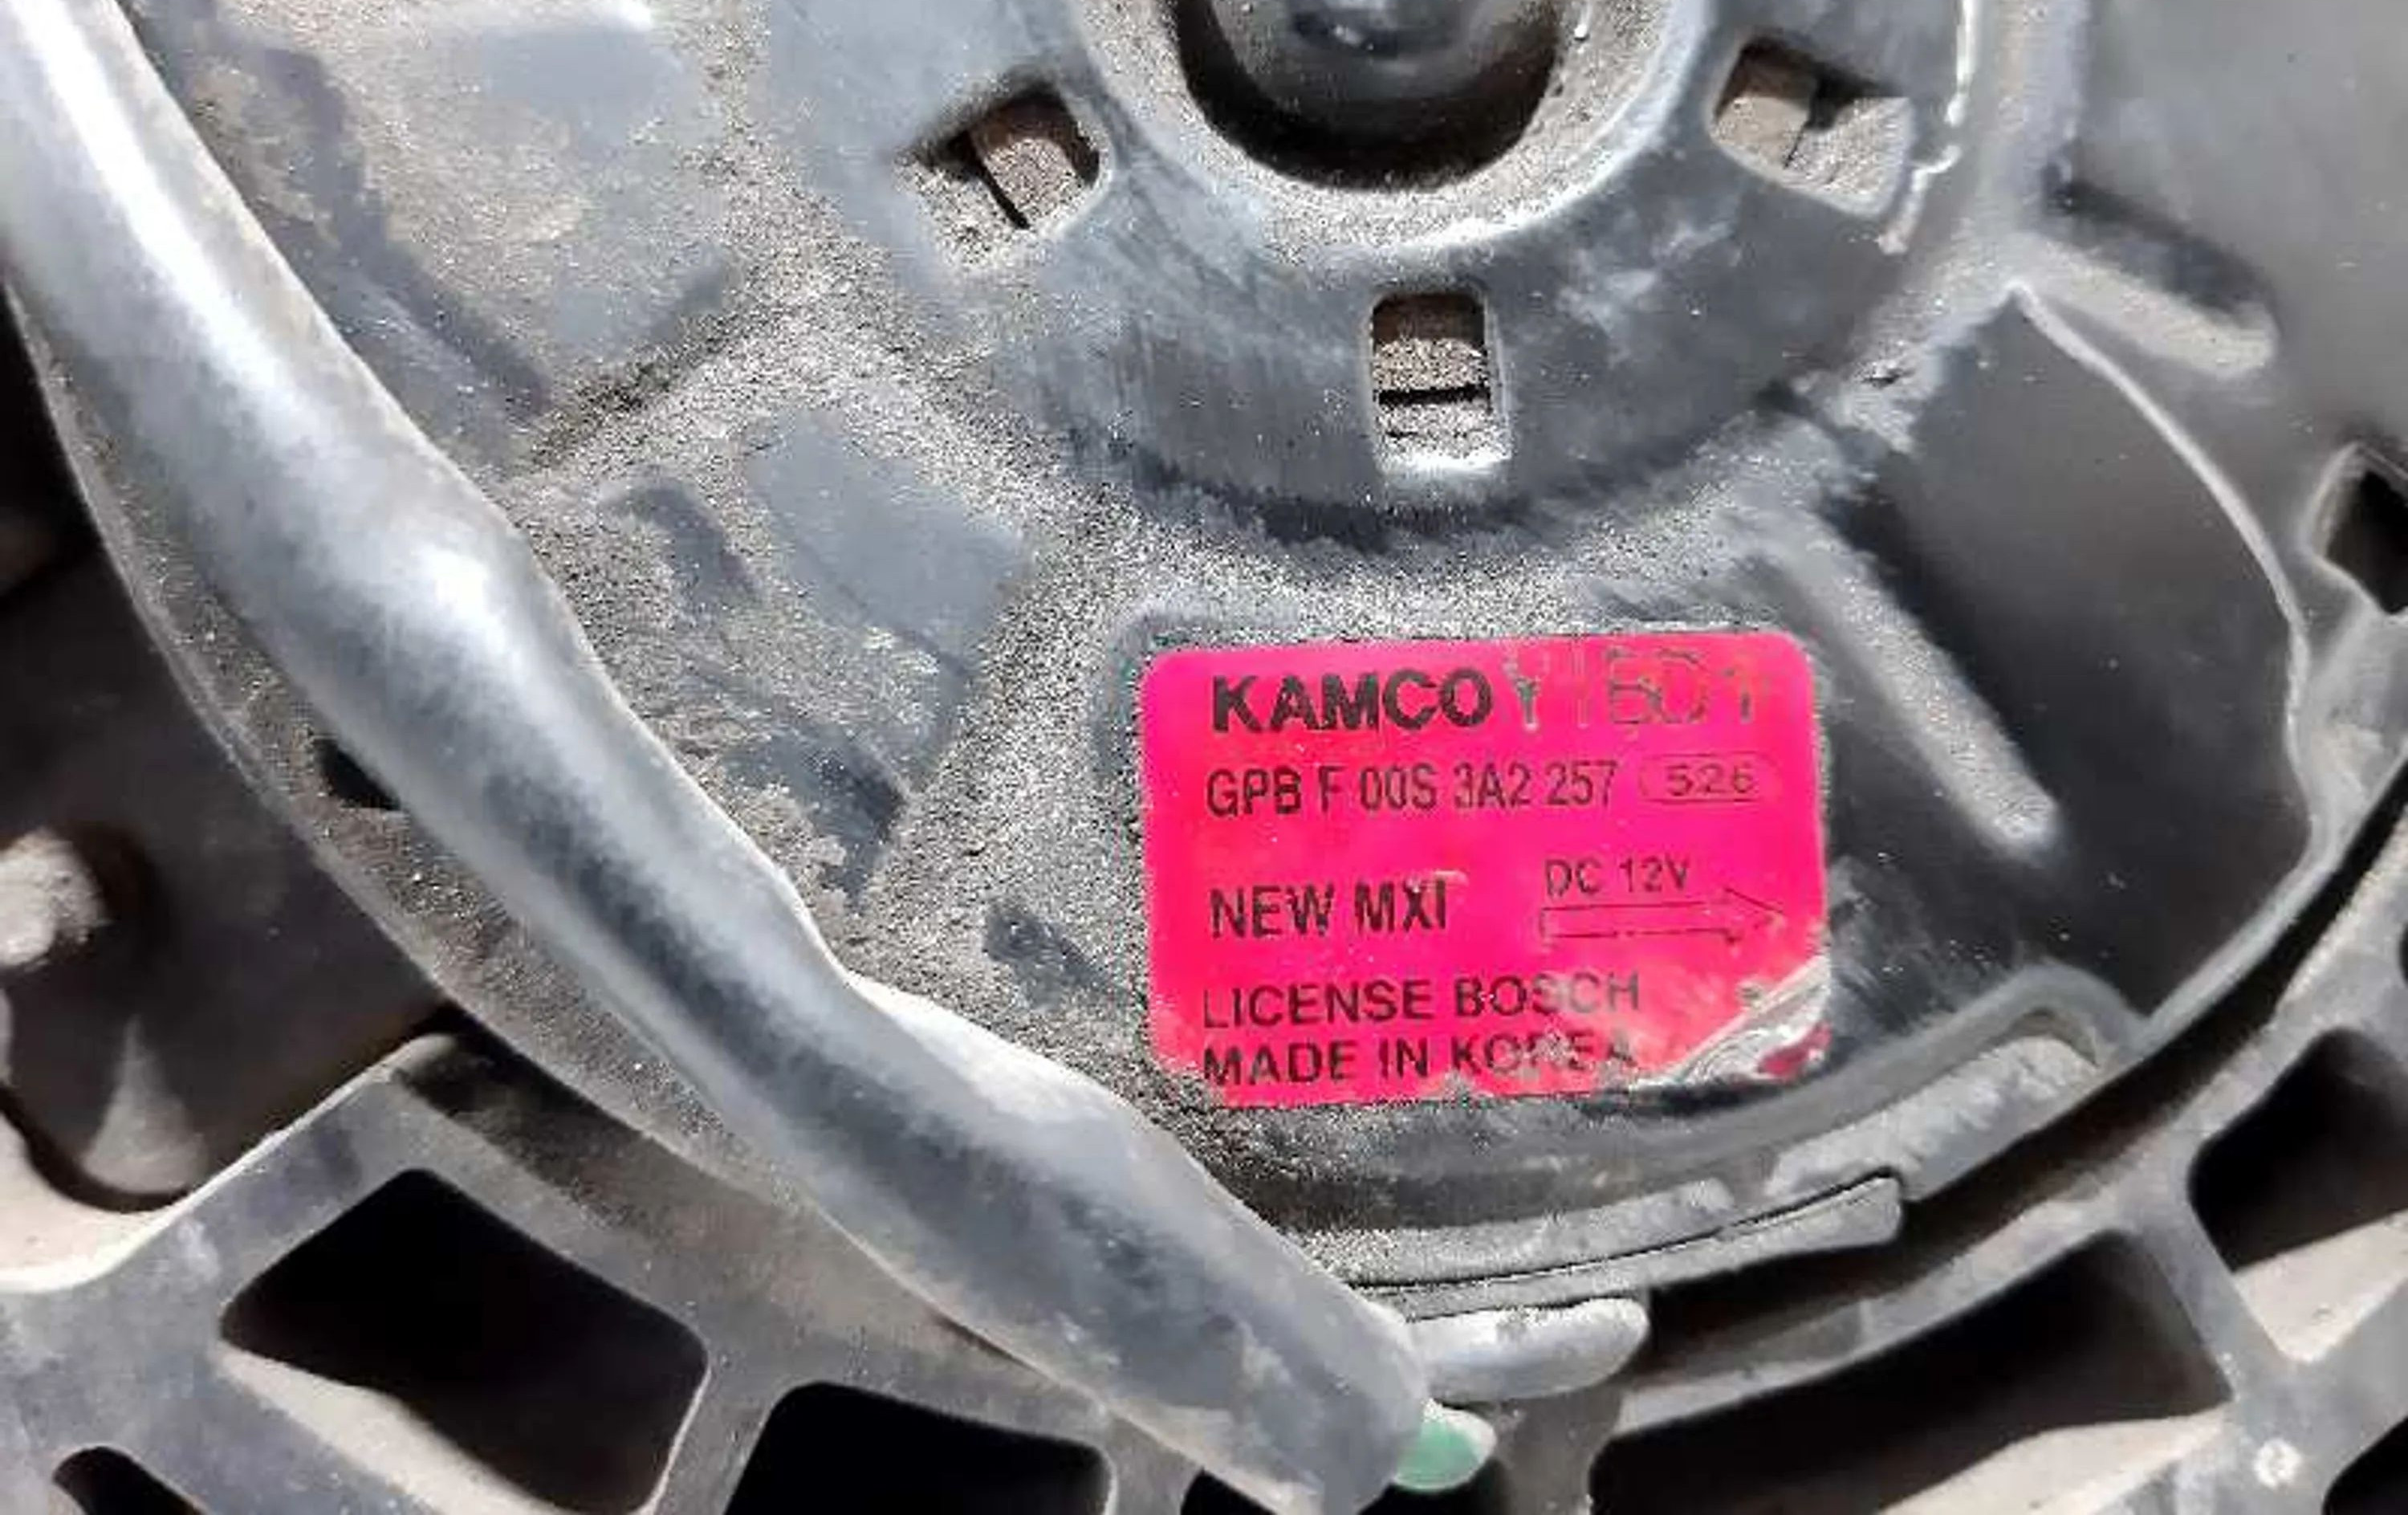 KAMCO
GPB F 00S 3A2 257 526
NEW MXI DC 12V
LICENSE BOSCH
MADE IN KOREA